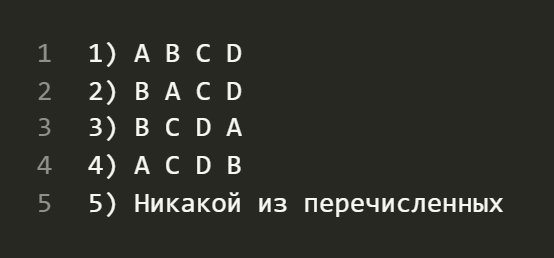 1 1) A B C D
2 2) B A C D
3 3) B C D A
4 4) A C D B
5 5) Никакой из перечисленных